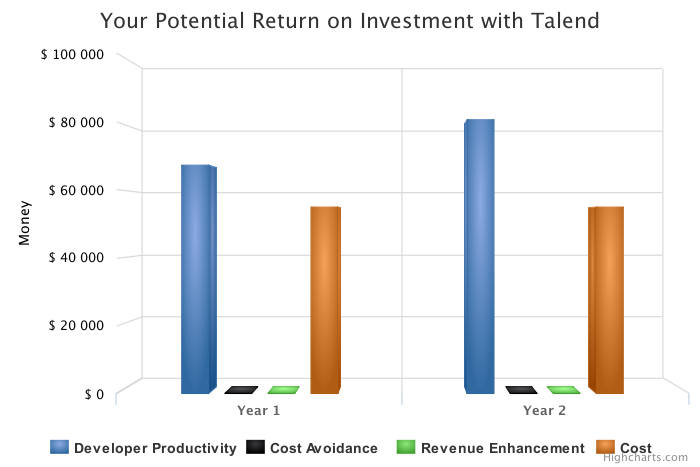 Your Potential Return on Investment with Talend
$ 100 000
$ 80 000
$ 60 000
$ 40 000
$ 20 000
$ 0
Money
Year 1
Year 2
Developer Productivity
Cost Avoidance
Revenue Enhancement
Cost
Highcharts.com